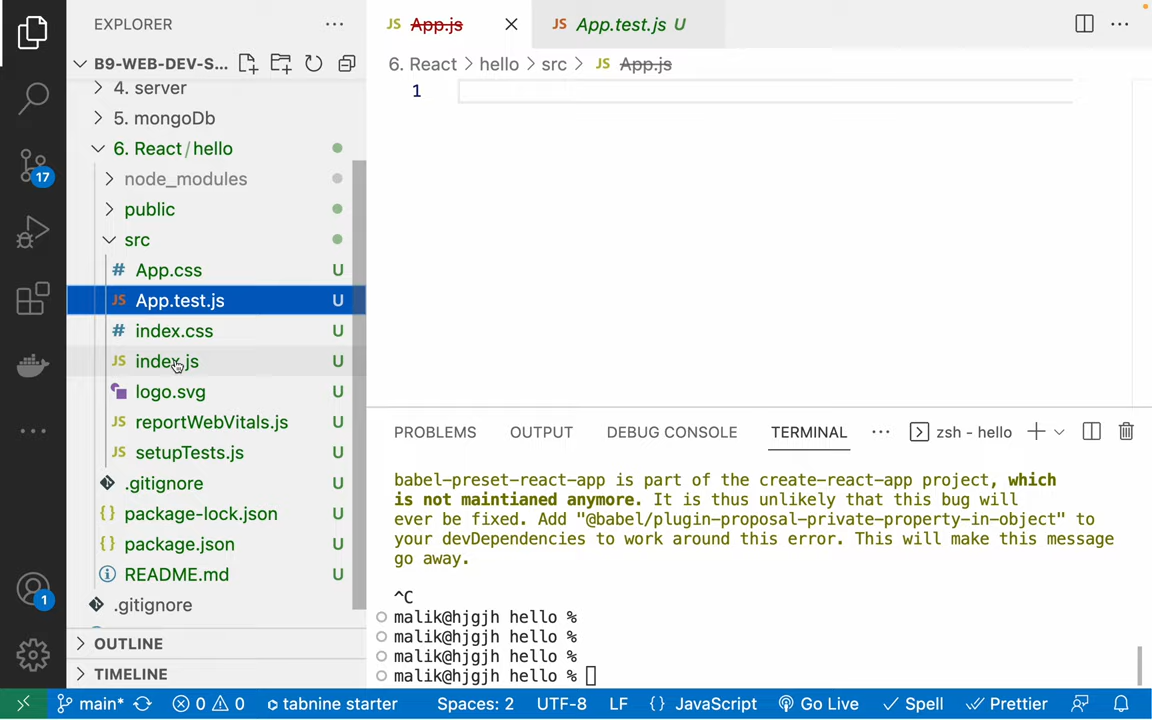 EXPLORER
B9-WEB-DEV-S...
4. server
5. mongoDb
6. React / hello
node_modules
public
src
# App.css U
JS App.test.js U
# index.css U
JS index.js U
logo.svg U
JS reportWebVitals.js U
JS setupTests.js U
.gitignore U
{} package-lock.json U
{} package.json U
README.md U
.gitignore
OUTLINE
TIMELINE
17
1
JS App.js
JS App.test.js U
6. React > hello > src > JS App.js
1
PROBLEMS OUTPUT DEBUG CONSOLE TERMINAL ··· zsh - hello
babel-preset-react-app is part of the create-react-app project, which
is not maintianed anymore. It is thus unlikely that this bug will
ever be fixed. Add "@babel/plugin-proposal-private-property-in-object" to
your devDependencies to work around this error. This will make this message
go away.
^C
malik@hjgjh hello %
malik@hjgjh hello %
malik@hjgjh hello %
malik@hjgjh hello %
main* 0 0 tabnine starter Spaces: 2 UTF-8 LF {} JavaScript Go Live Spell Prettier